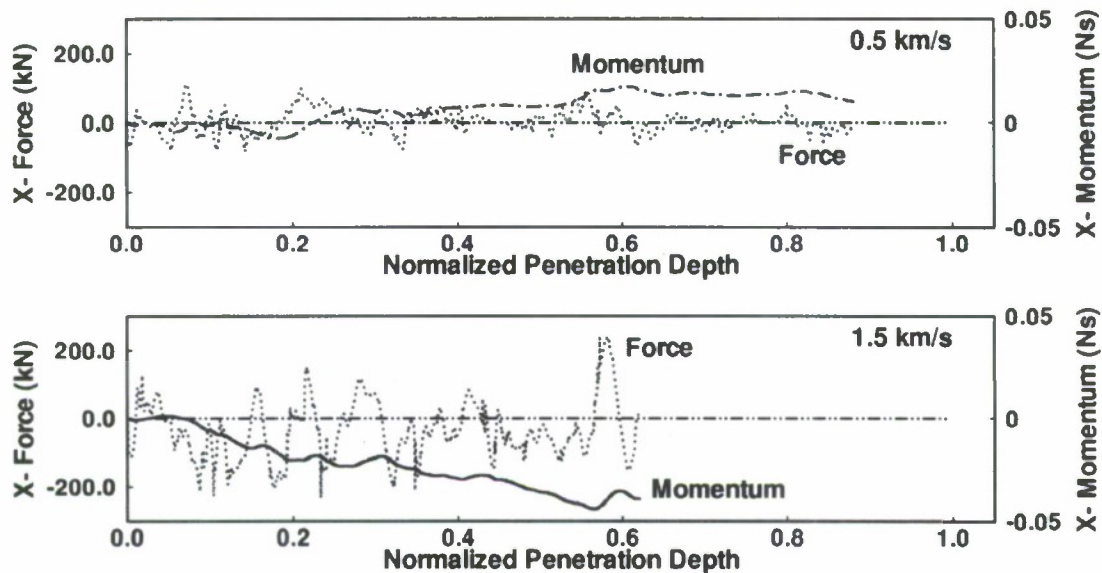 0.5 km/s
Momentum
Force
X- Force (kN)
200.0
0.0
-200.0
0.05
0
-0.05
X- Momentum (Ns)
0.0
0.2
0.4
0.6
0.8
1.0
Normalized Penetration Depth
1.5 km/s
Force
Momentum
X- Force (kN)
200.0
0.0
-200.0
0.05
0
-0.05
X- Momentum (Ns)
0.0
0.2
0.4
0.6
0.8
1.0
Normalized Penetration Depth